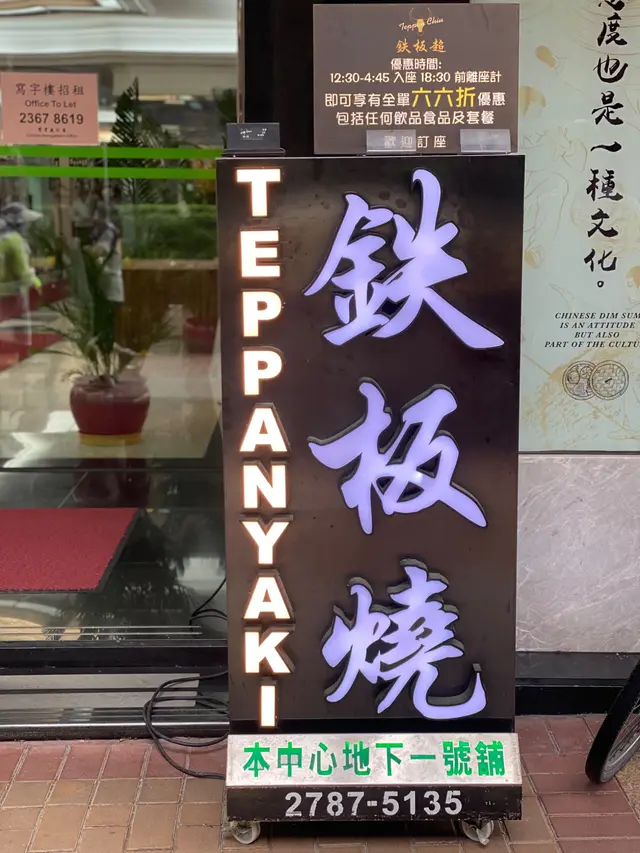 Teppan Chiu
鉄板超
優惠時間:
12:30-4:45 入座 18:30 前離座計
即可享有全單六六折優惠
包括任何飲品食品及套餐
歡迎訂座
寫字樓招租
Office To Let
2367 8619
TEPPANYAKI
鉄板燒
本中心地下一號舖
2787-5135
態度也是一種文化。
CHINESE DIM SUM
IS AN ATTITUDE
BUT ALSO
PART OF THE CULTU